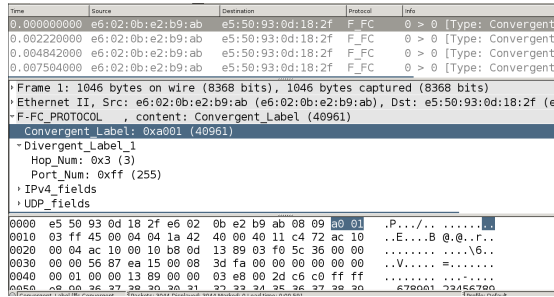 Time Source Destination Protocol Info
0.000000000 e6:02:0b:e2:b9:ab e5:50:93:0d:18:2f F_FC 0 > 0 [Type: Convergent
0.002220000 e6:02:0b:e2:b9:ab e5:50:93:0d:18:2f F_FC 0 > 0 [Type: Convergent
0.004842000 e6:02:0b:e2:b9:ab e5:50:93:0d:18:2f F_FC 0 > 0 [Type: Convergent
0.007504000 e6:02:0b:e2:b9:ab e5:50:93:0d:18:2f F_FC 0 > 0 [Type: Convergent
Frame 1: 1046 bytes on wire (8368 bits), 1046 bytes captured (8368 bits)
Ethernet II, Src: e6:02:0b:e2:b9:ab (e6:02:0b:e2:b9:ab), Dst: e5:50:93:0d:18:2f (e
F-FC_PROTOCOL , content: Convergent_Label (40961)
Convergent_Label: 0xa001 (40961)
Divergent_Label_1
Hop_Num: 0x3 (3)
Port_Num: 0xff (255)
IPv4_fields
UDP_fields
0000 e5 50 93 0d 18 2f e6 02 0b e2 b9 ab 08 09 a0 01 .P.../.. ........
0010 03 ff 45 00 04 04 1a 42 40 00 40 11 c4 72 ac 10 ..E....B @.@..r..
0020 00 04 ac 10 00 10 b8 0d 13 89 03 f0 5c 36 00 00 ........ ....\6..
0030 00 00 56 87 ea 15 00 08 3d fa 00 00 00 00 00 00 ..V..... =.......
0040 00 01 00 00 13 89 00 00 03 e8 00 2d c6 c0 ff ff ........ ...-....